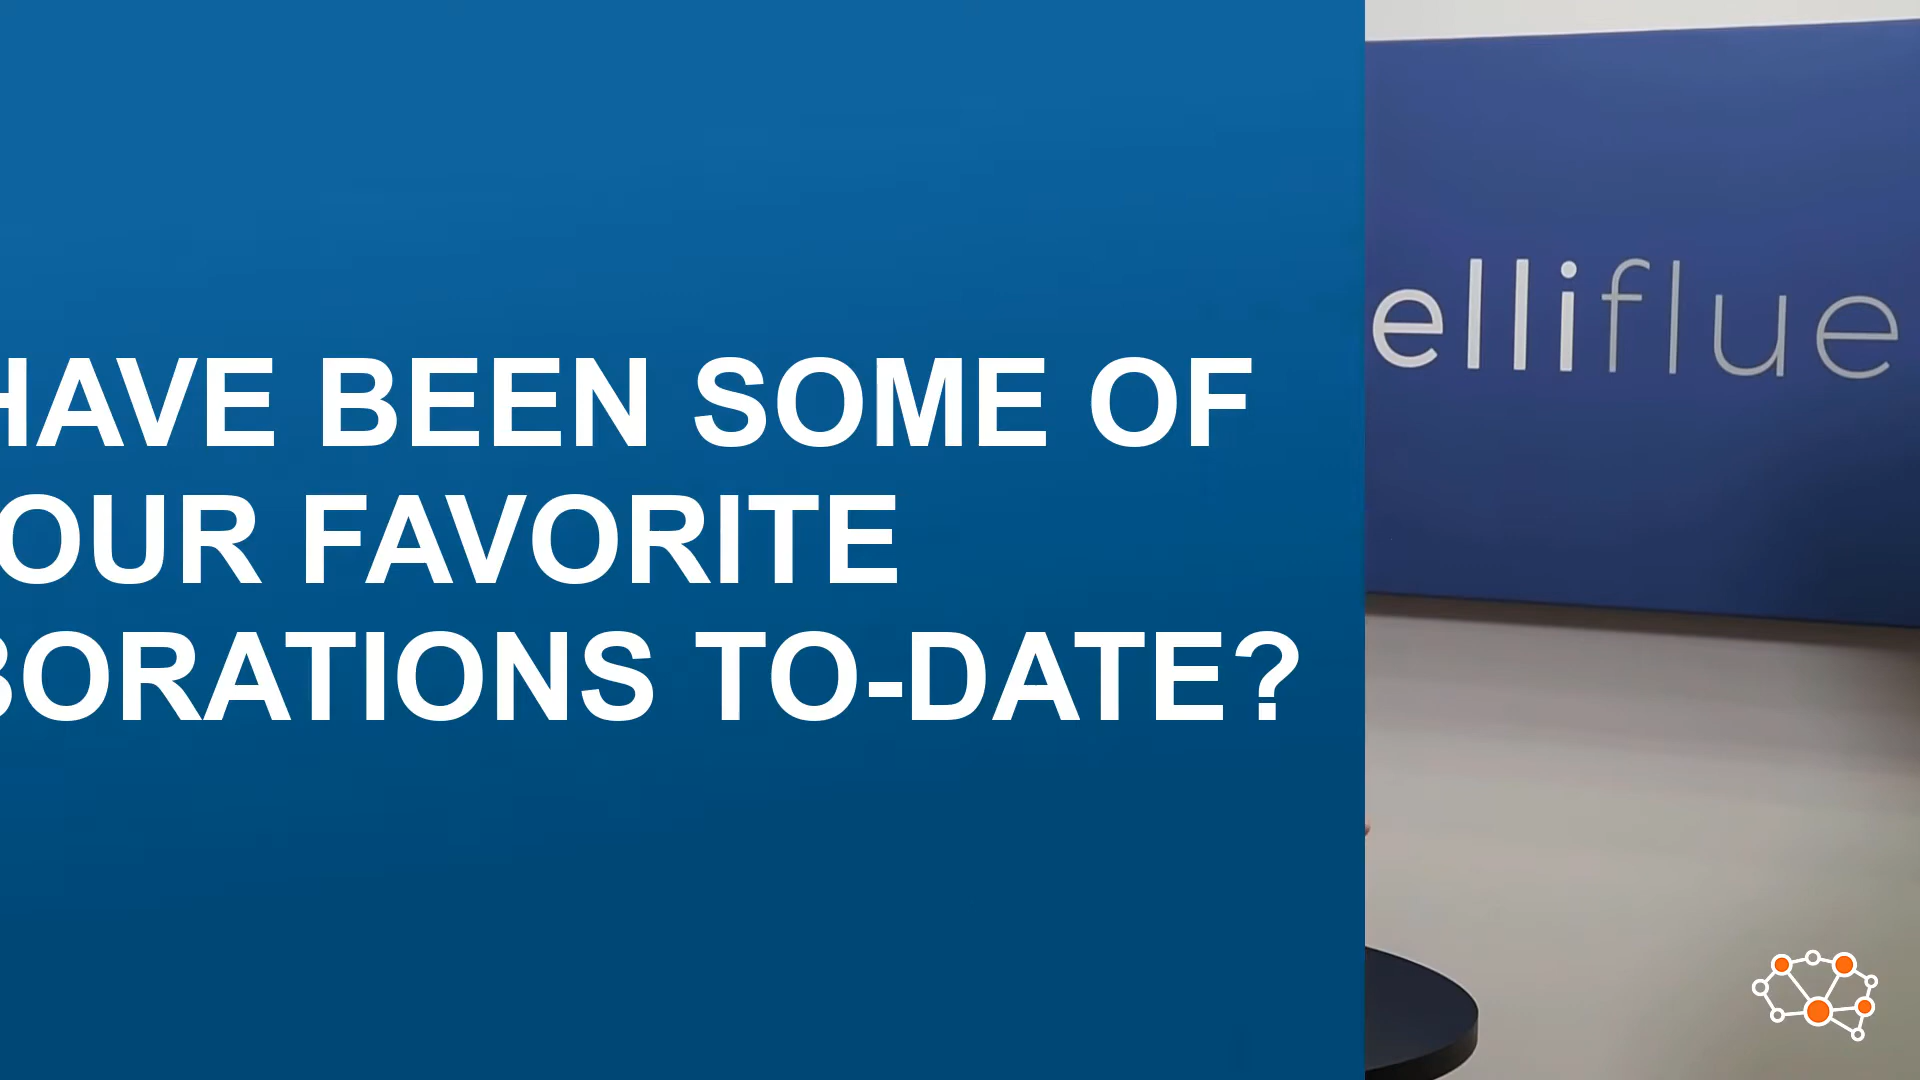 HAVE BEEN SOME OF
OUR FAVORITE
BORATIONS TO-DATE?
elliflue